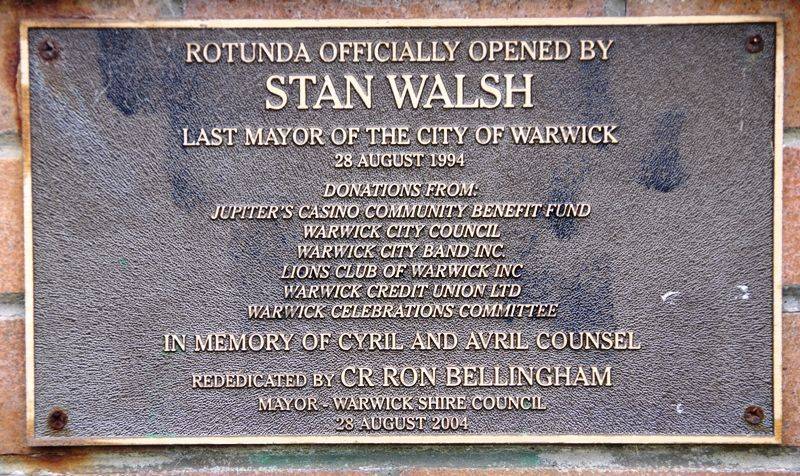 ROTUNDA OFFICIALLY OPENED BY
STAN WALSH
LAST MAYOR OF THE CITY OF WARWICK
28 AUGUST 1994
DONATIONS FROM:
JUPITER'S CASINO COMMUNITY BENEFIT FUND
WARWICK CITY COUNCIL
WARWICK CITY BAND INC.
LIONS CLUB OF WARWICK INC
WARWICK CREDIT UNION LTD
WARWICK CELEBRATIONS COMMITTEE
IN MEMORY OF CYRIL AND AVRIL COUNSEL
REDEDICATED BY CR RON BELLINGHAM
MAYOR - WARWICK SHIRE COUNCIL
28 AUGUST 2004